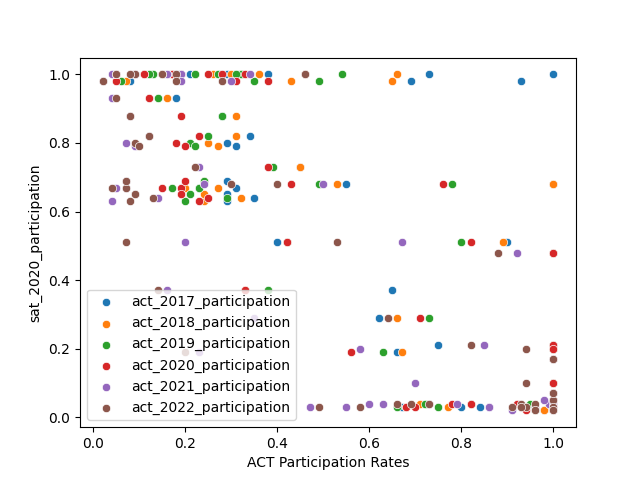 1.0
0.8
0.6
0.4
0.2
0.0
sat_2020_participation
act_2017_participation
act_2018_participation
act_2019_participation
act_2020_participation
act_2021_participation
act_2022_participation
0.0 0.2 0.4 0.6 0.8 1.0
ACT Participation Rates